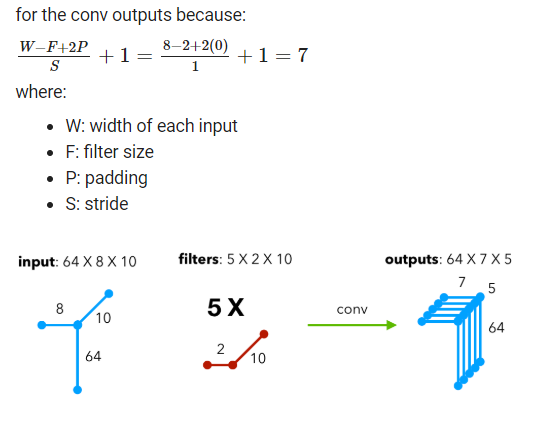 for the conv outputs because:
W−F+2P/S + 1 = 8−2+2(0)/1 + 1 = 7
where:
• W: width of each input
• F: filter size
• P: padding
• S: stride
input: 64 X 8 X 10
filters: 5 X 2 X 10
outputs: 64 X 7 X 5
8
10
64
5 X
2
10
conv
7
5
64